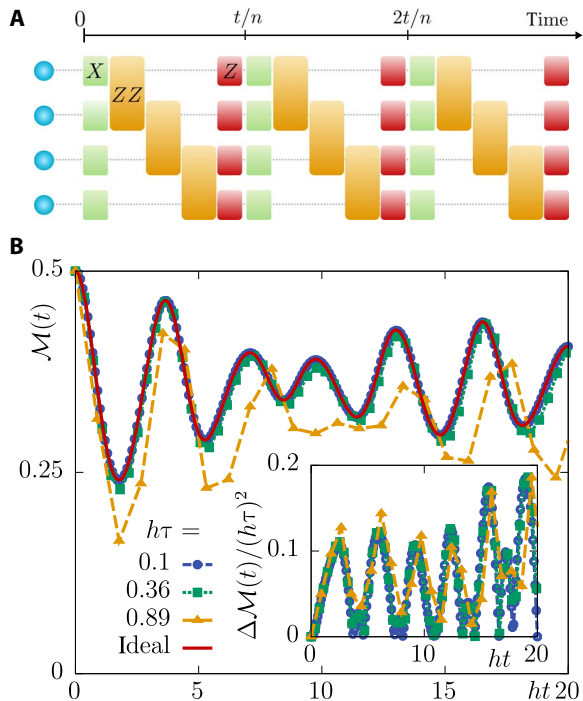 A
0 t/n 2t/n Time
X Z
ZZ
B
0.5
0.25
0
M(t)
hτ =
0.1
0.36
0.89
Ideal
0.2
0.1
0
ΔM(t)/(hτ)²
0 10 ht 20
0 5 10 15 ht 20